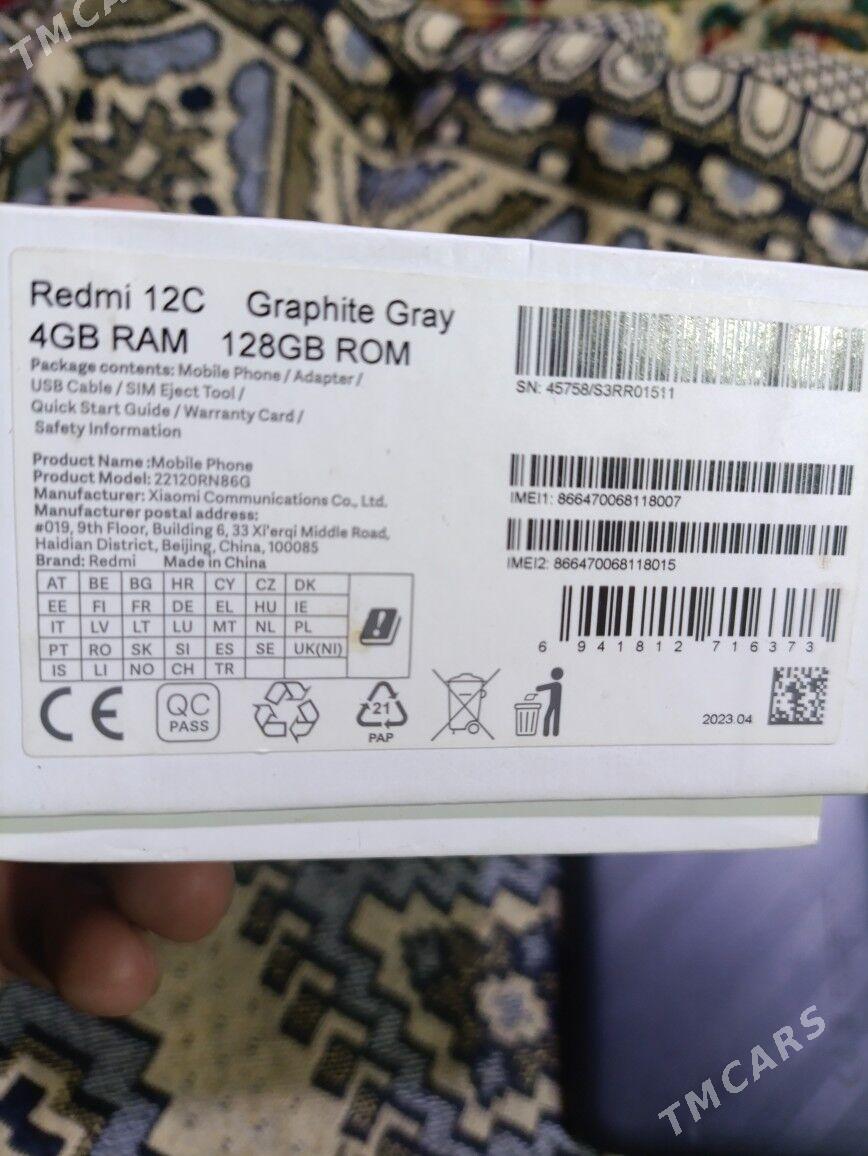 TMCARS
Redmi 12C Graphite Gray
4GB RAM 128GB ROM
Package contents: Mobile Phone / Adapter /
USB Cable / SIM Eject Tool /
Quick Start Guide / Warranty Card /
Safety Information
Product Name :Mobile Phone
Product Model: 22120RN86G
Manufacturer: Xiaomi Communications Co., Ltd.
Manufacturer postal address:
#019, 9th Floor, Building 6, 33 Xi'erqi Middle Road,
Haidian District, Beijing, China, 100085
Brand: Redmi Made in China
AT BE BG HR CY CZ DK
EE FI FR DE EL HU IE
IT LV LT LU MT NL PL
PT RO SK SI ES SE UK(NI)
IS LI NO CH TR
CE
QC
PASS
21
PAP
SN: 45758/S3RR01511
IMEI1: 866470068118007
IMEI2: 866470068118015
6 941812 716373
2023.04
TMCARS